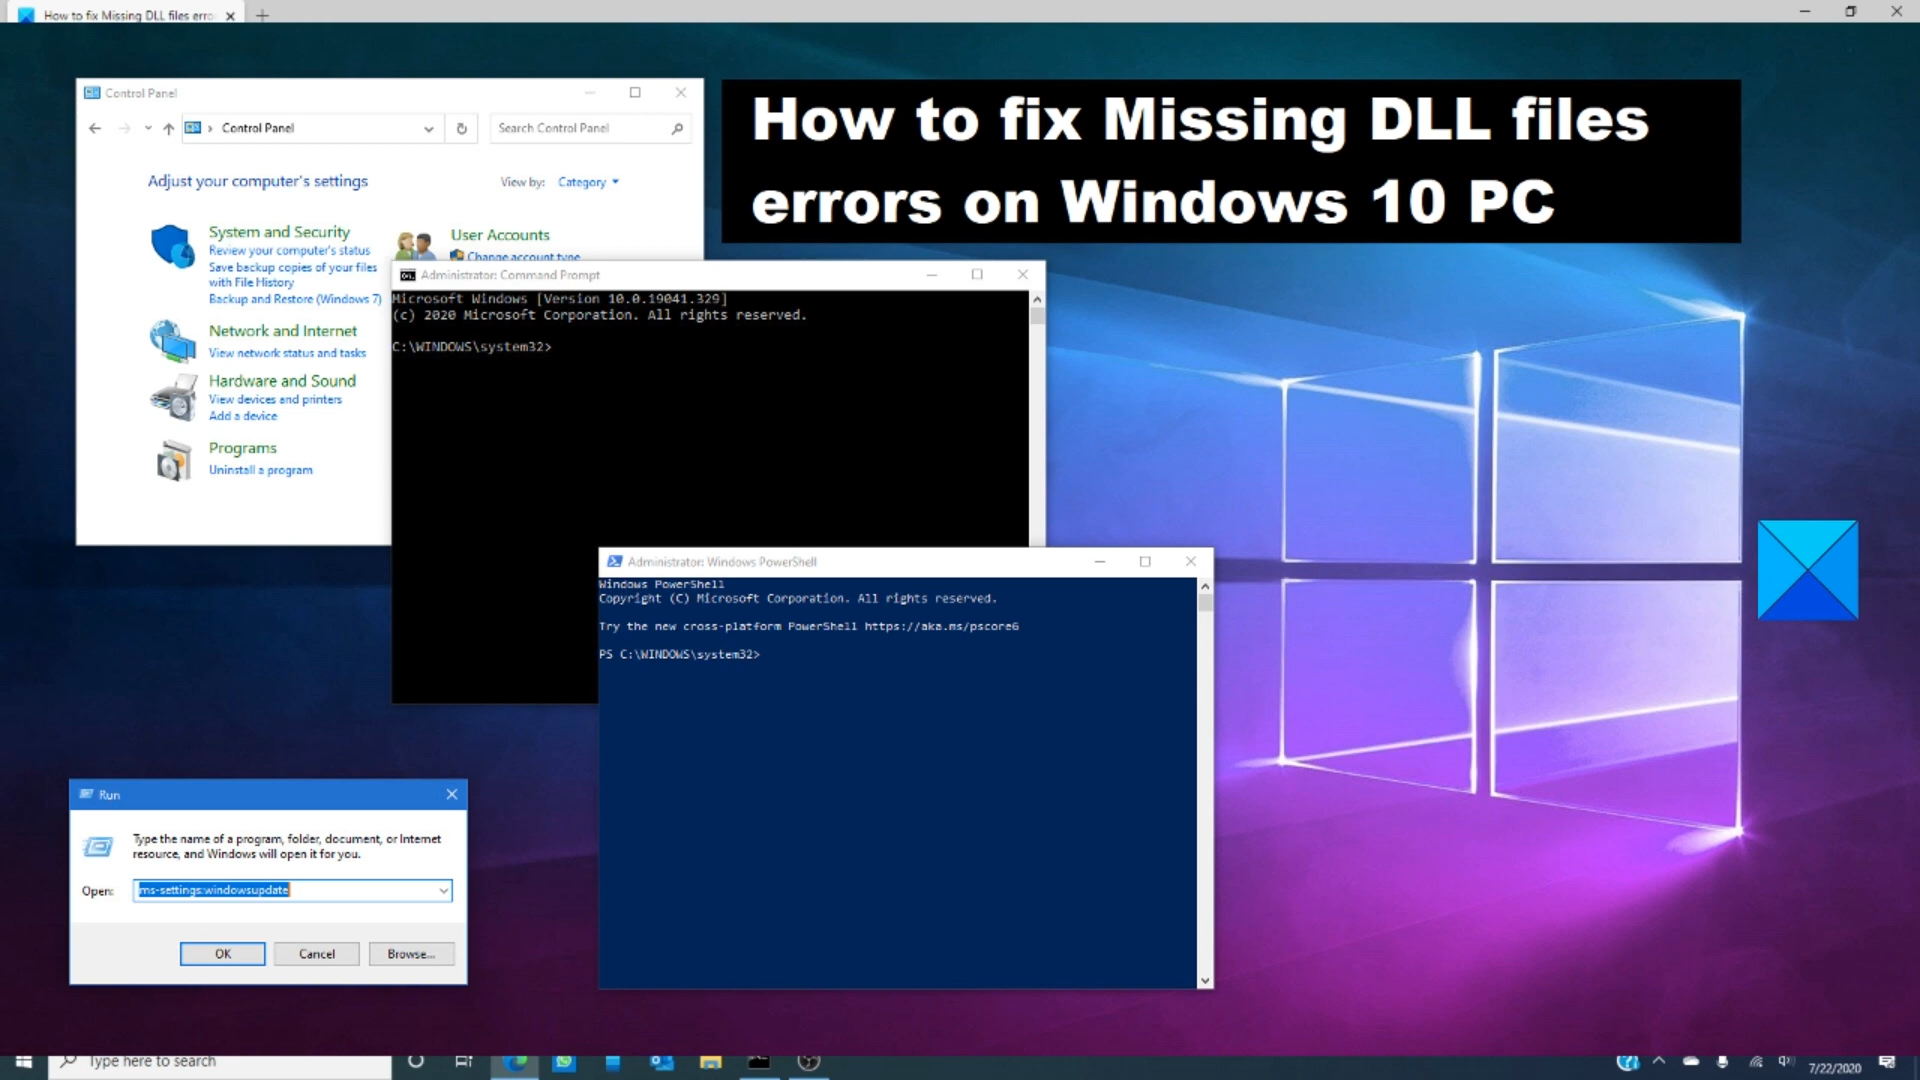 How to fix Missing DLL files erro
Control Panel
Control Panel
Search Control Panel
Adjust your computer's settings
View by:
Category
System and Security
Review your computer's status
Save backup copies of your files
with File History
Backup and Restore (Windows 7)
Network and Internet
View network status and tasks
Hardware and Sound
View devices and printers
Add a device
Programs
Uninstall a program
User Accounts
Change account type
How to fix Missing DLL files
errors on Windows 10 PC
Administrator: Command Prompt
Microsoft Windows [Version 10.0.19041.329]
(c) 2020 Microsoft Corporation. All rights reserved.
C:\WINDOWS\system32>
Administrator: Windows PowerShell
Windows PowerShell
Copyright (C) Microsoft Corporation. All rights reserved.
Try the new cross-platform PowerShell https://aka.ms/pscore6
PS C:\WINDOWS\system32>
Run
Type the name of a program, folder, document, or Internet
resource, and Windows will open it for you.
Open:
ms-settings:windowsupdate
OK
Cancel
Browse...
Type here to search
7/22/2020